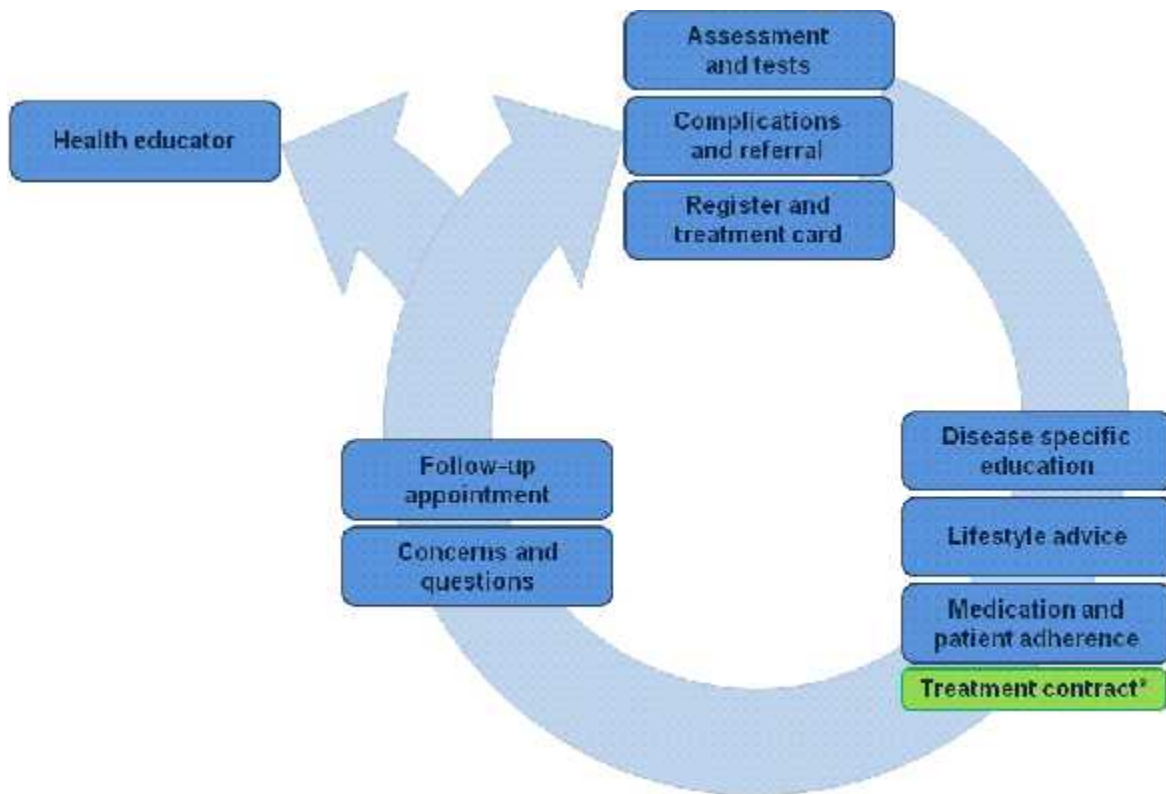 Assessment
and tests
Health educator
Complications
and referral
Register and
treatment card
Disease specific
education
Follow-up
appointment
Lifestyle advice
Concerns and
questions
Medication and
patient adherence
Treatment contract*